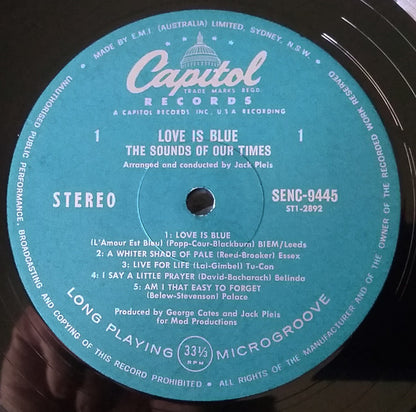 MADE BY E.M.I. (AUSTRALIA) LIMITED, SYDNEY, N.S.W.
UNAUTHORISED PUBLIC PERFORMANCE, BROADCASTING AND COPYING OF THIS RECORD PROHIBITED • ALL RIGHTS OF THE MANUFACTURER AND OF THE OWNER OF THE RECORDED WORK RESERVED
Capitol
TRADE MARKS REGD.
RECORDS
A CAPITOL RECORDS INC., U.S.A RECORDING
1 LOVE IS BLUE 1
THE SOUNDS OF OUR TIMES
Arranged and conducted by Jack Pleis
STEREO SENC-9445
ST1-2892
1: LOVE IS BLUE
(L'Amour Est Bleu) (Popp-Cour-Blackburn) BIEM/Leeds
2: A WHITER SHADE OF PALE (Reed-Brooker) Essex
3: LIVE FOR LIFE (Lai-Gimbel) Tu-Con
4: I SAY A LITTLE PRAYER (David-Bacharach) Belinda
5: AM I THAT EASY TO FORGET
(Belew-Stevenson) Palace
Produced by George Cates and Jack Pleis
for Mod Productions
LONG PLAYING 33⅓ MICROGROOVE
RPM